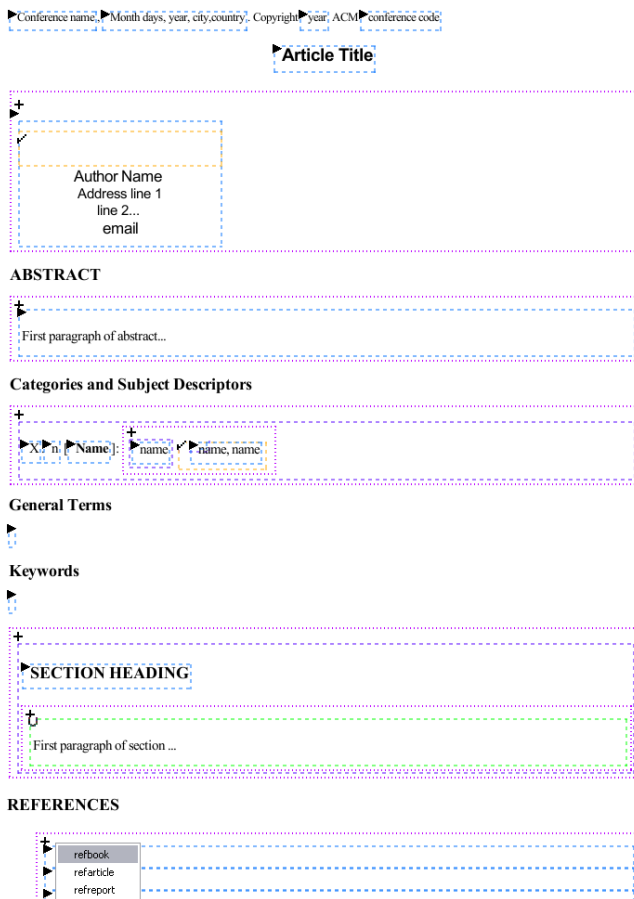 Conference name,, Month days, year, city,country . Copyright year ACM conference code
Article Title
Author Name
Address line 1
line 2...
email
ABSTRACT
First paragraph of abstract...
Categories and Subject Descriptors
X n [ Name ]: name name, name
General Terms
Keywords
SECTION HEADING
First paragraph of section ...
REFERENCES
refbook
refarticle
refreport